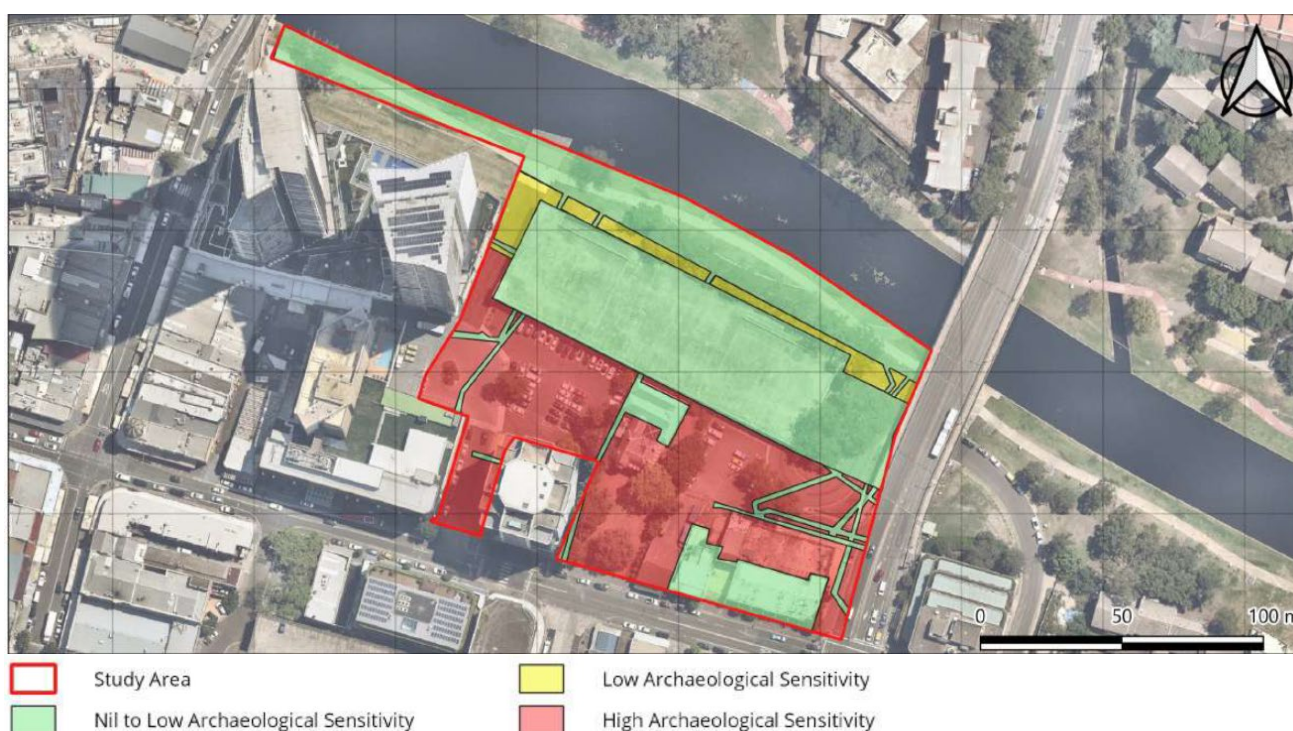 0 50 100 m
Study Area
Low Archaeological Sensitivity
Nil to Low Archaeological Sensitivity
High Archaeological Sensitivity